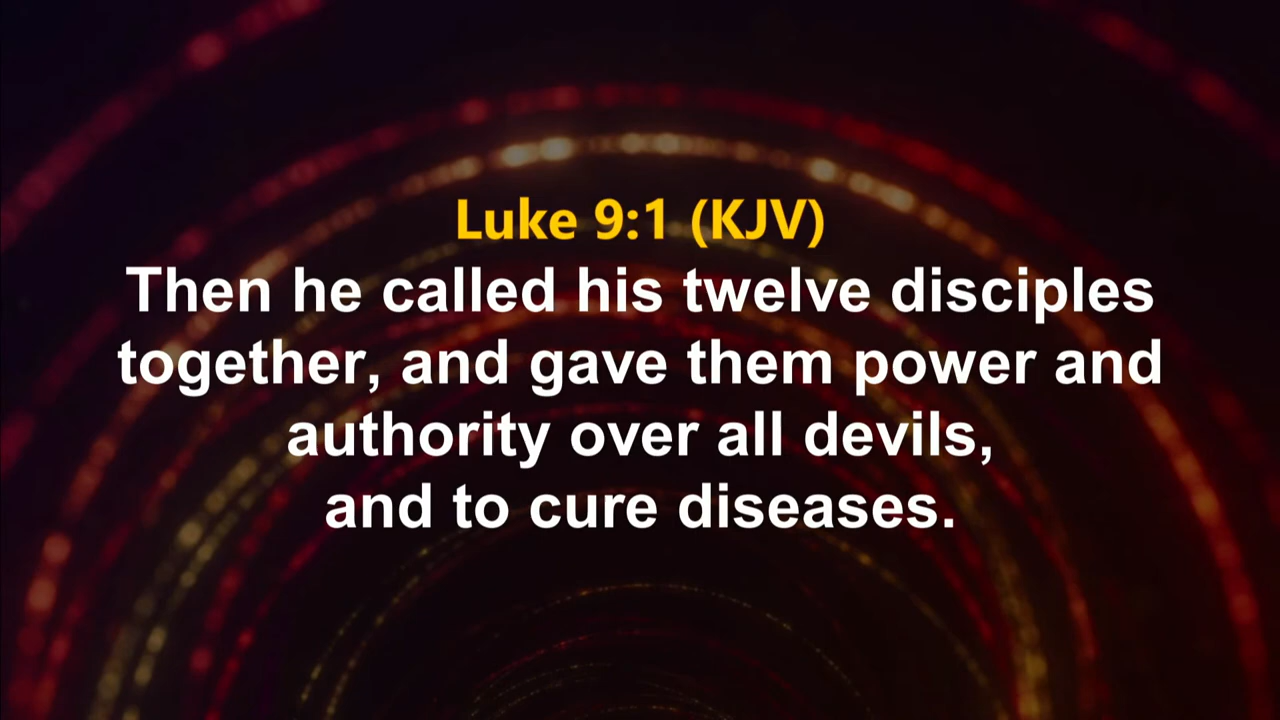 Luke 9:1 (KJV)
Then he called his twelve disciples
together, and gave them power and
authority over all devils,
and to cure diseases.